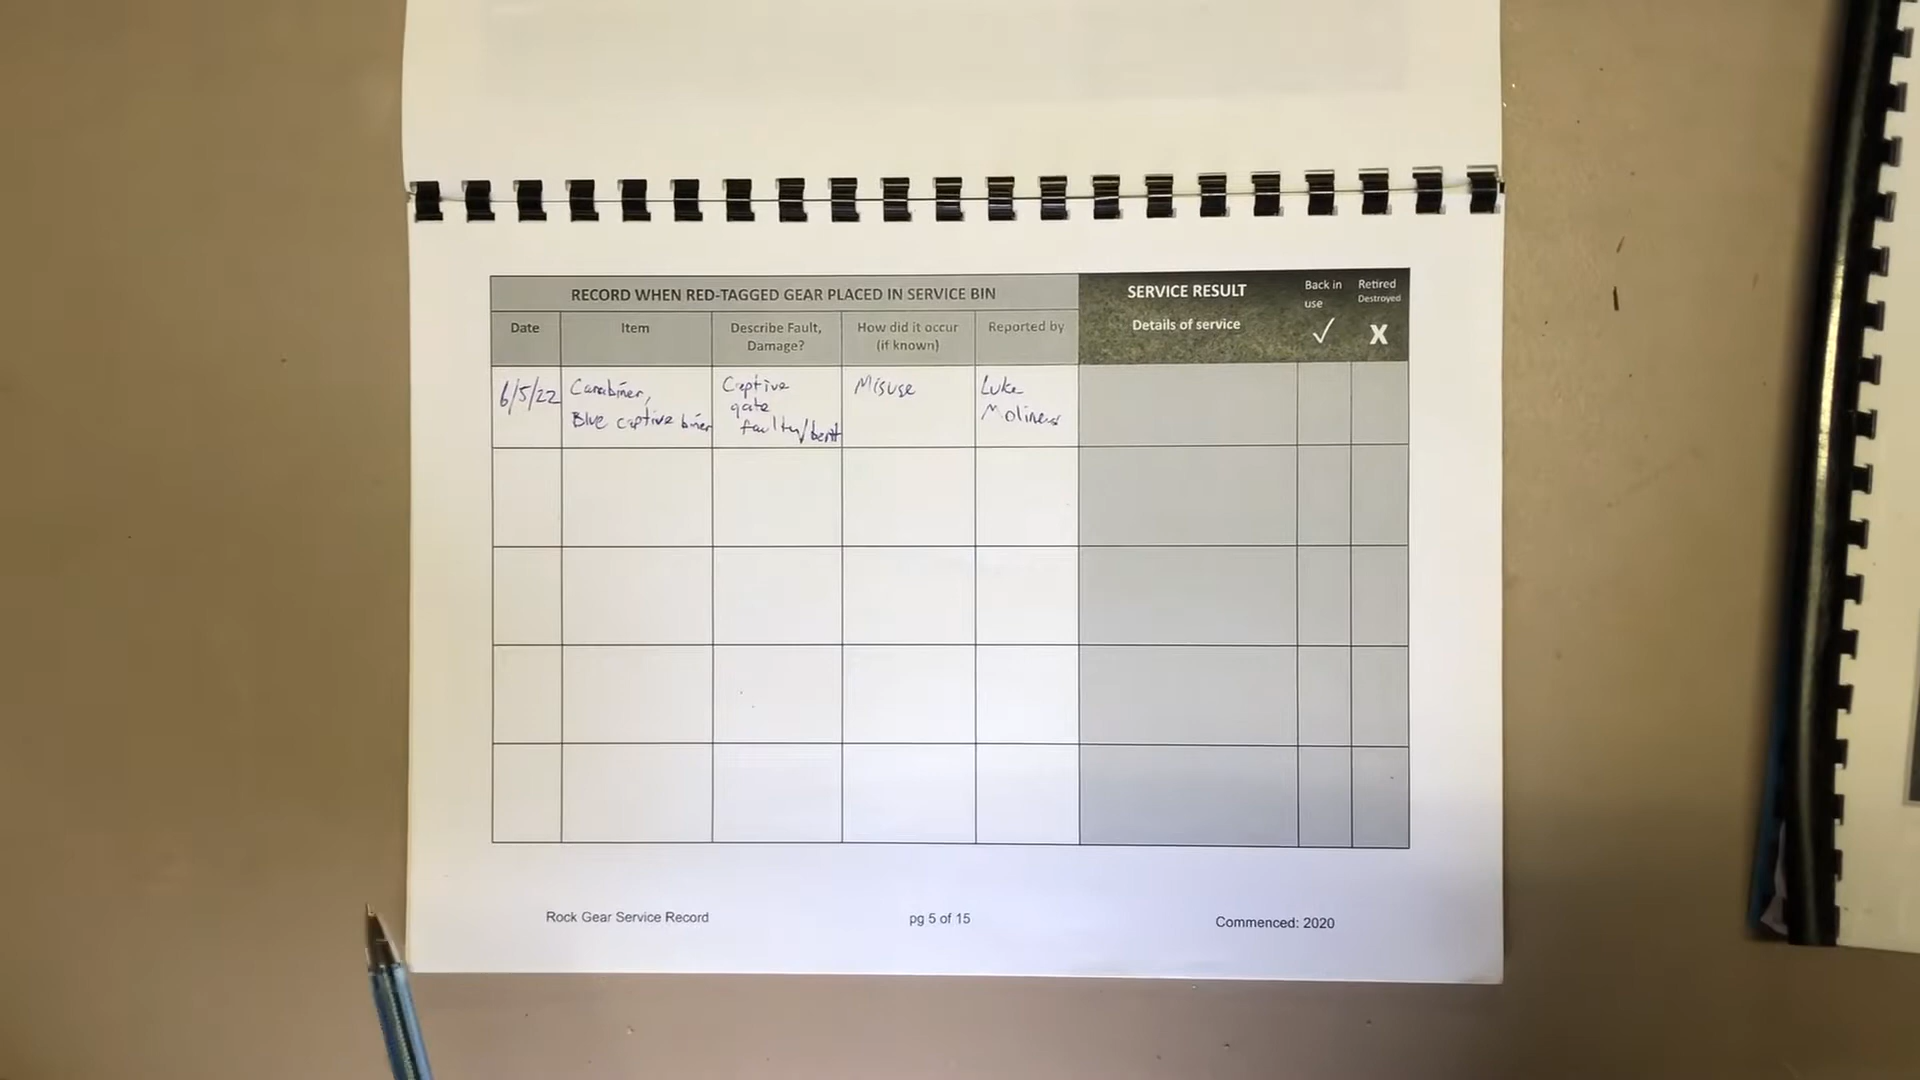 RECORD WHEN RED-TAGGED GEAR PLACED IN SERVICE BIN
SERVICE RESULT
Details of service
Back in
use
✓
Retired
Destroyed
X
Date
Item
Describe Fault,
Damage?
How did it occur
(if known)
Reported by
6/5/22
Carabiner,
Blue captive biner
Captive
gate
faulty/bent
Misuse
Luke
Rock Gear Service Record
pg 5 of 15
Commenced: 2020